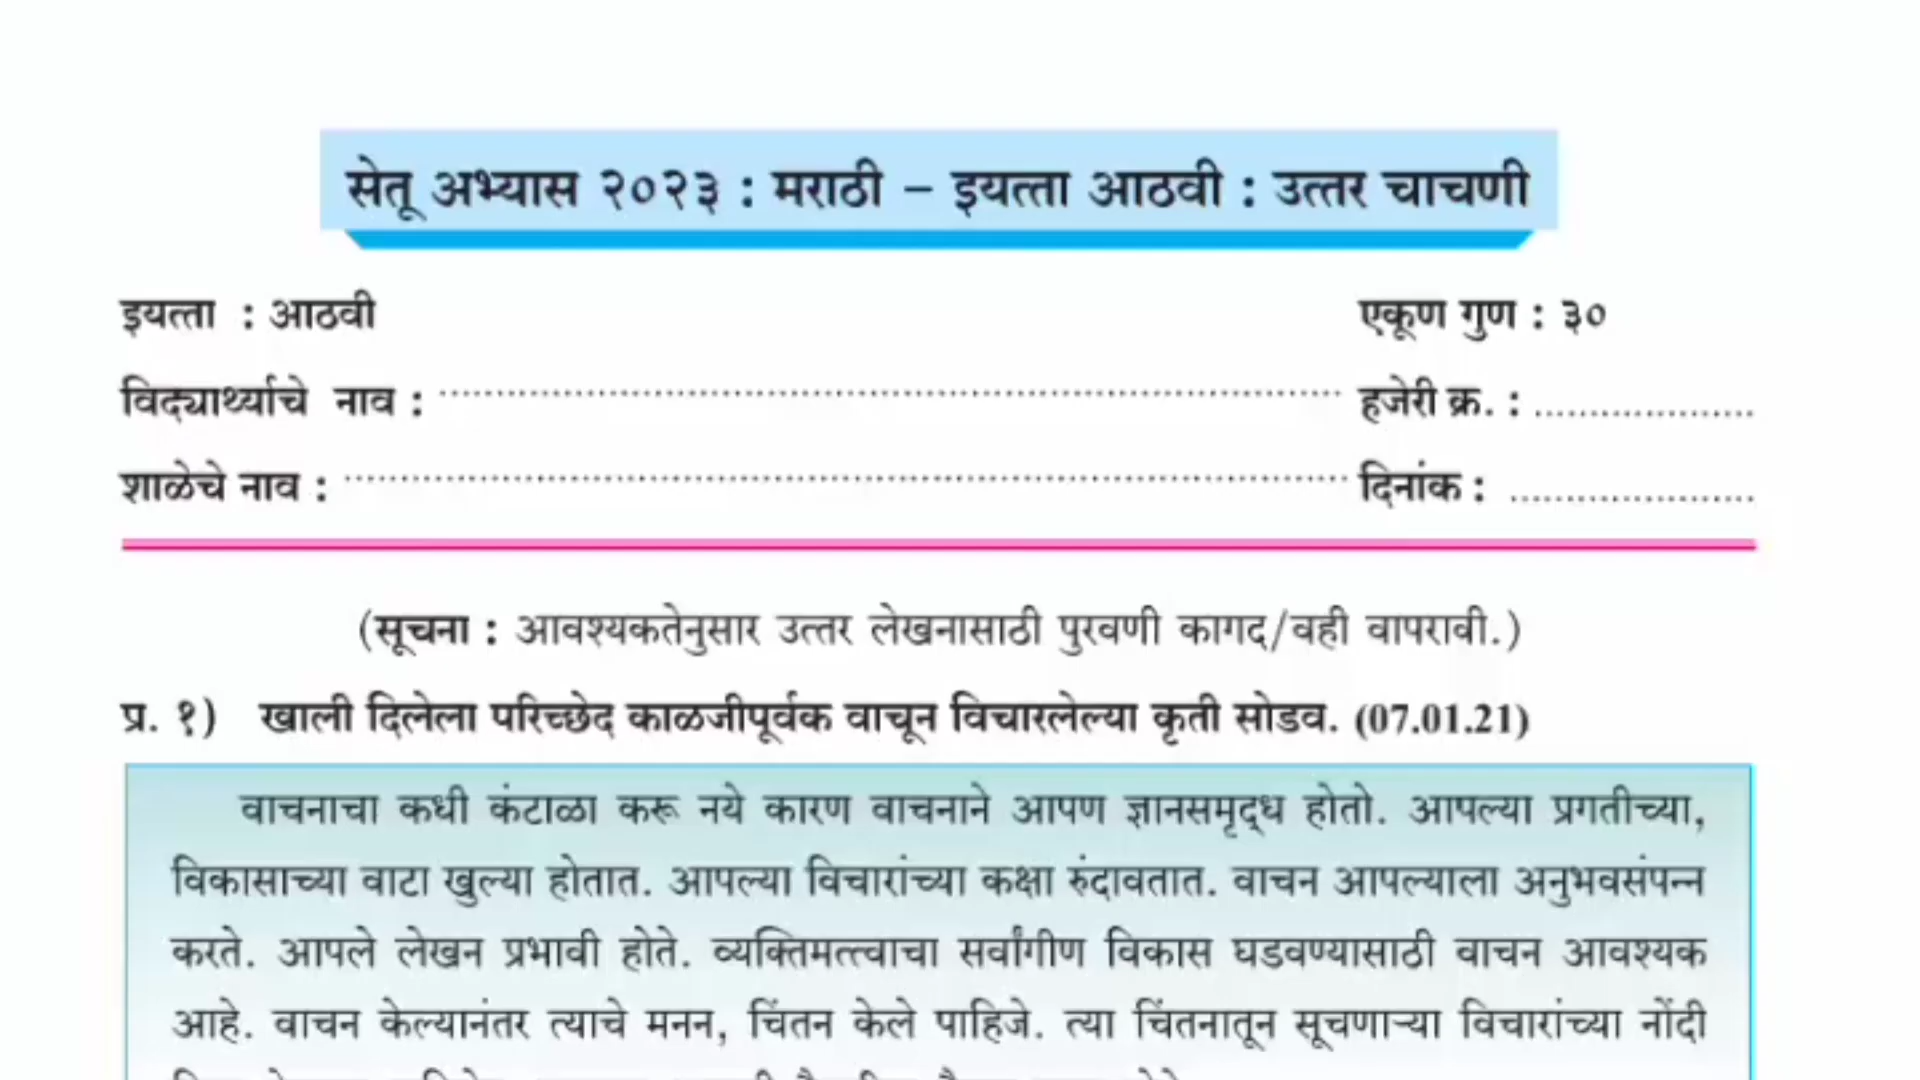 सेतू अभ्यास २०२३ : मराठी – इयत्ता आठवी : उत्तर चाचणी
इयत्ता : आठवी एकूण गुण : ३०
विद्यार्थ्याचे नाव : हजेरी क्र. :
शाळेचे नाव : दिनांक :
(सूचना : आवश्यकतेनुसार उत्तर लेखनासाठी पुरवणी कागद/वही वापरावी.)
प्र. १) खाली दिलेला परिच्छेद काळजीपूर्वक वाचून विचारलेल्या कृती सोडव. (07.01.21)
वाचनाचा कधी कंटाळा करू नये कारण वाचनाने आपण ज्ञानसमृद्ध होतो. आपल्या प्रगतीच्या,
विकासाच्या वाटा खुल्या होतात. आपल्या विचारांच्या कक्षा रुंदावतात. वाचन आपल्याला अनुभवसंपन्न
करते. आपले लेखन प्रभावी होते. व्यक्तिमत्त्वाचा सर्वांगीण विकास घडवण्यासाठी वाचन आवश्यक
आहे. वाचन केल्यानंतर त्याचे मनन, चिंतन केले पाहिजे. त्या चिंतनातून सूचणाऱ्या विचारांच्या नोंदी